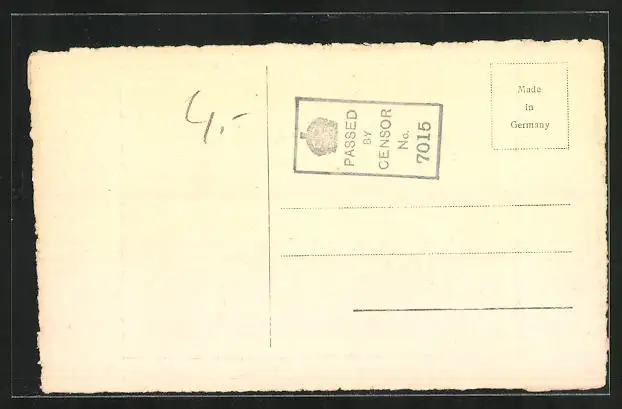 4,-
PASSED
BY
CENSOR
No.
7015
Made
in
Germany